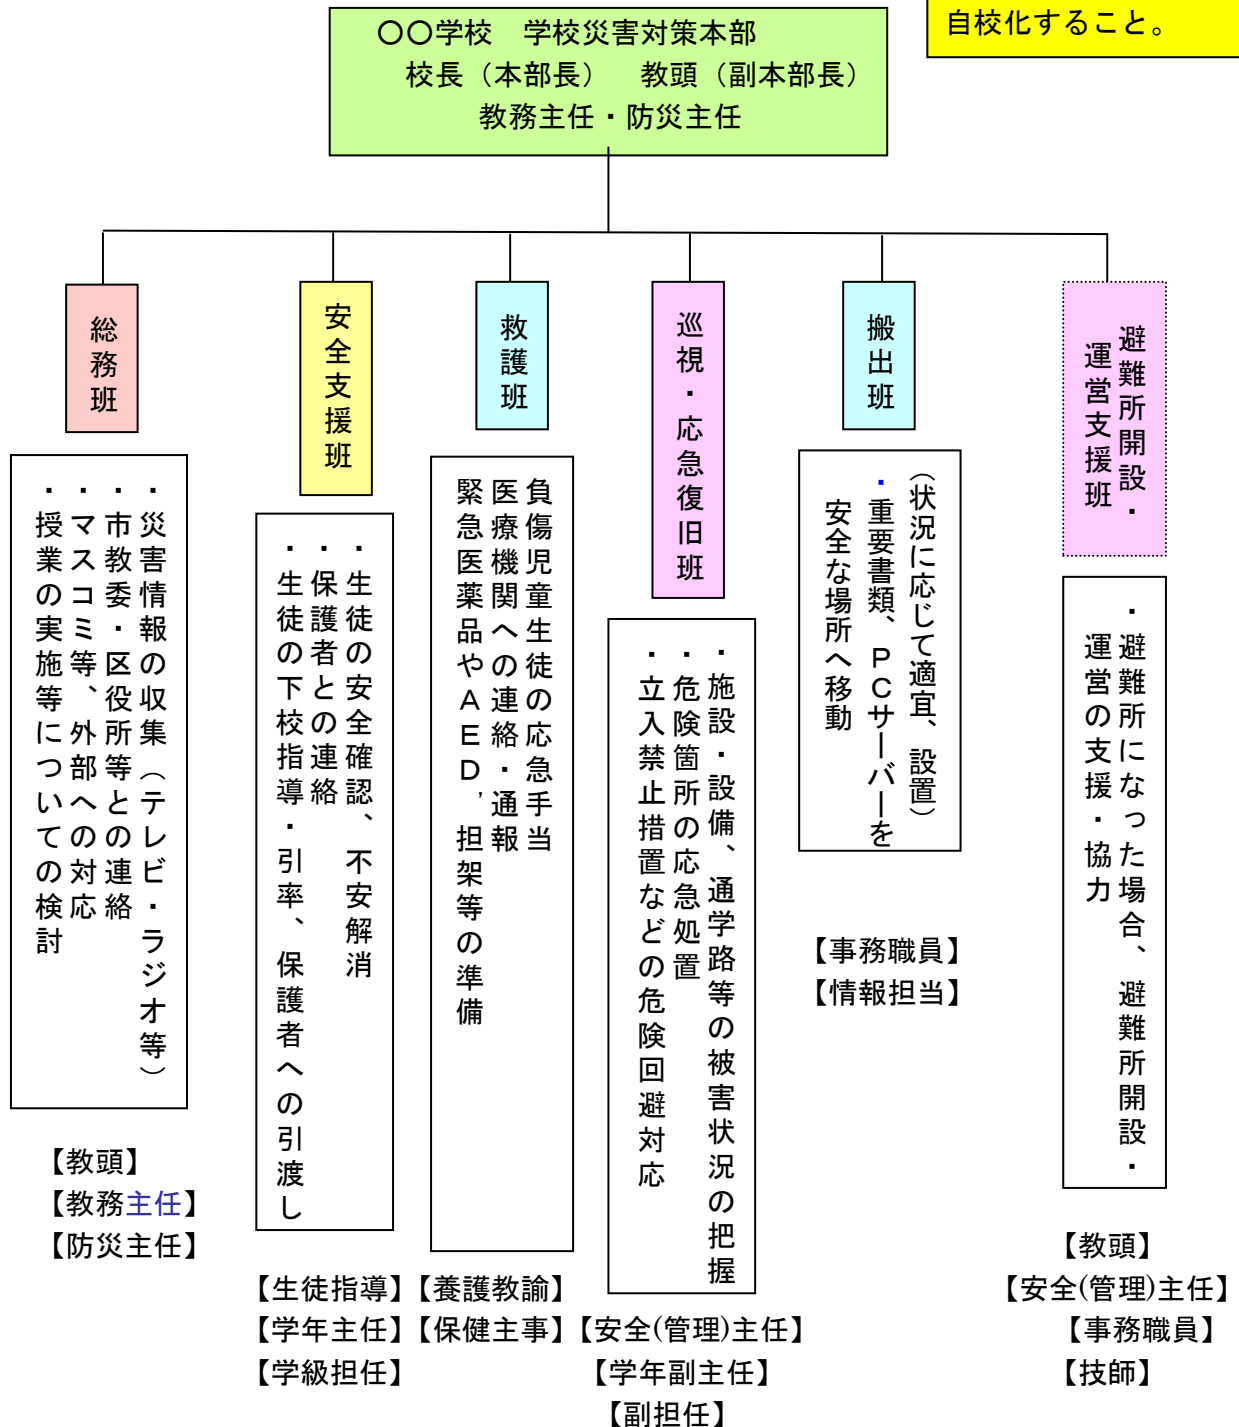 自校化すること。
〇〇学校　学校災害対策本部
校長（本部長）　教頭（副本部長）
教務主任・防災主任
総務班
・災害情報の収集（テレビ・ラジオ等）
・市教委・区役所等との連絡
・マスコミ等、外部への対応
・授業の実施等についての検討
【教頭】
【教務主任】
【防災主任】
安全支援班
・生徒の安全確認、不安解消
・保護者との連絡
・生徒の下校指導・引率、保護者への引渡し
【生徒指導】
【学年主任】
【学級担任】
救護班
負傷児童生徒の応急手当
医療機関への連絡・通報
緊急医薬品やＡＥＤ，担架等の準備
【養護教諭】
【保健主事】
巡視・応急復旧班
・施設・設備、通学路等の被害状況の把握
・危険箇所の応急処置
・立入禁止措置などの危険回避対応
【安全(管理)主任】
【学年副主任】
【副担任】
搬出班
（状況に応じて適宜、設置）
・重要書類、ＰＣサーバーを
安全な場所へ移動
【事務職員】
【情報担当】
避難所開設・
運営支援班
・避難所になった場合、避難所開設・
運営の支援・協力
【教頭】
【安全(管理)主任】
【事務職員】
【技師】